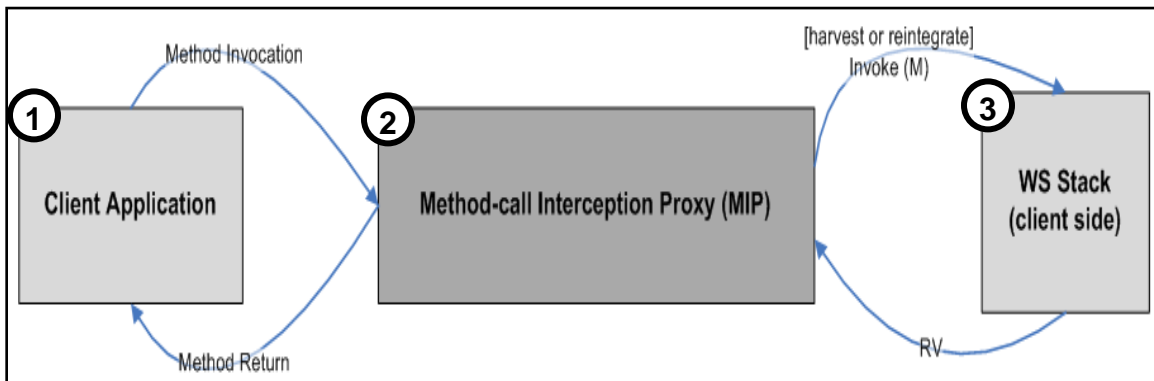 Method Invocation
[harvest or reintegrate]
Invoke (M)
1
2
3
Client Application
Method-call Interception Proxy (MIP)
WS Stack
(client side)
Method Return
RV